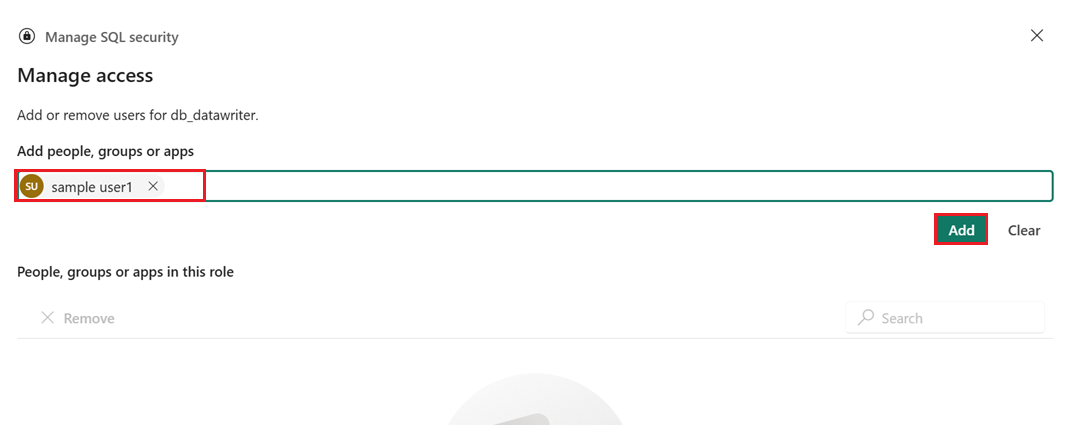 Manage SQL security
Manage access
Add or remove users for db_datawriter.
Add people, groups or apps
SU sample user1
Add Clear
People, groups or apps in this role
Remove Search